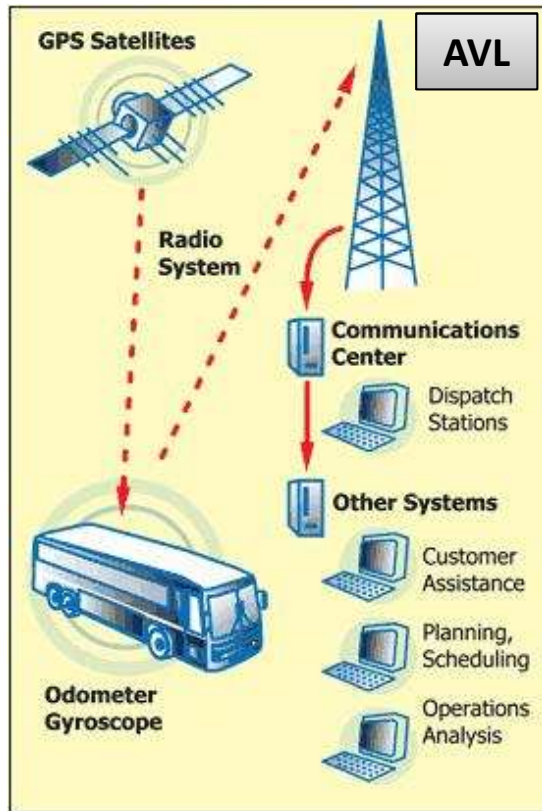 GPS Satellites
AVL
Radio
System
Communications
Center
Dispatch
Stations
Other Systems
Customer
Assistance
Planning,
Scheduling
Operations
Analysis
Odometer
Gyroscope